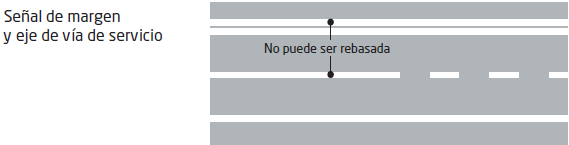 Señal de margen
y eje de vía de servicio
No puede ser rebasada